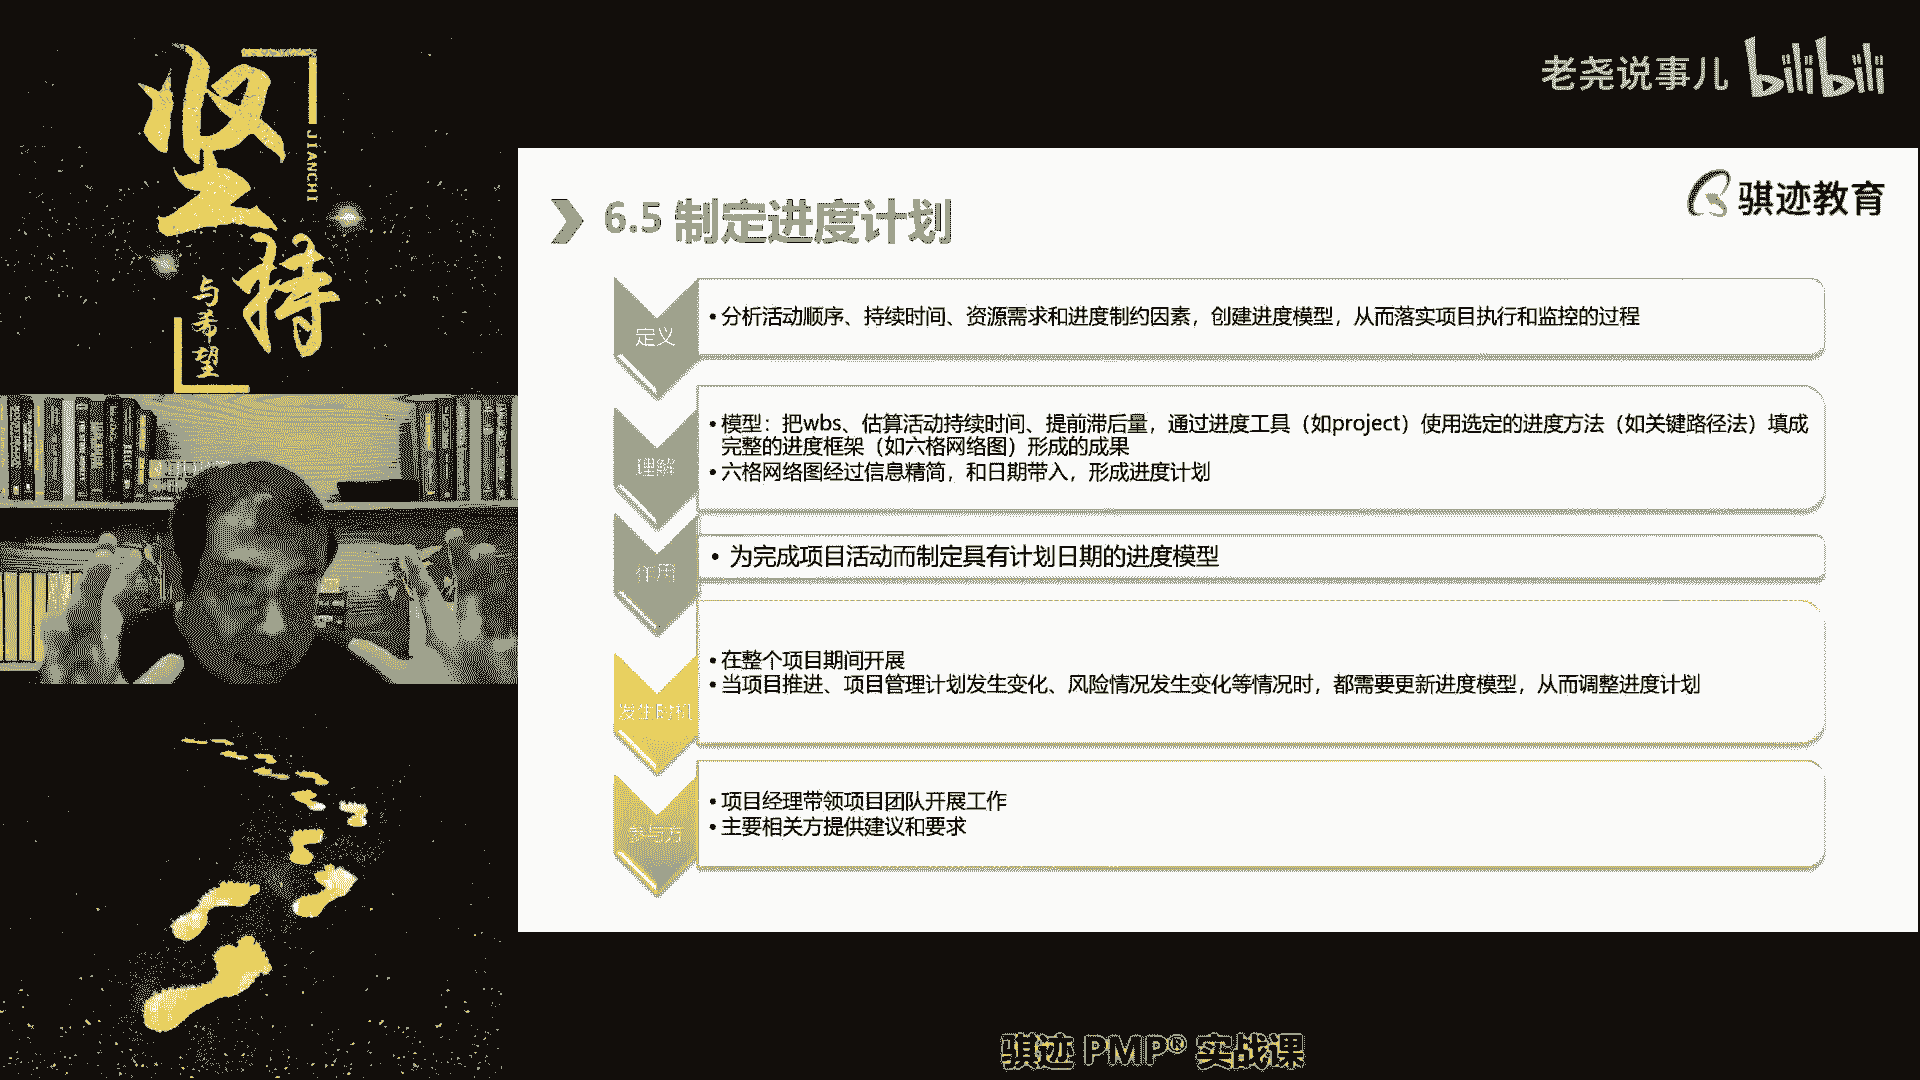 坚持
JIANCHI
与希望
老尧说事儿 bilibili
骐迹教育
6.5 制定进度计划
定义
•分析活动顺序、持续时间、资源需求和进度制约因素，创建进度模型，从而落实项目执行和监控的过程
理解
•模型：把wbs、估算活动持续时间、提前滞后量，通过进度工具（如project）使用选定的进度方法（如关键路径法）填成
完整的进度框架（如六格网络图）形成的成果
•六格网络图经过信息精简，和日期带入，形成进度计划
作用
• 为完成项目活动而制定具有计划日期的进度模型
发生时机
•在整个项目期间开展
•当项目推进、项目管理计划发生变化、风险情况发生变化等情况时，都需要更新进度模型，从而调整进度计划
参与方
•项目经理带领项目团队开展工作
•主要相关方提供建议和要求
骐迹 PMP® 实战课